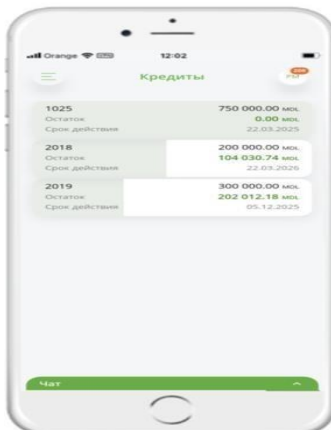 Orange 12:02
Кредиты
1025 750 000.00 MDL
Остаток 0.00 MDL
Срок действия 22.03.2025
2018 200 000.00 MDL
Остаток 104 030.74 MDL
Срок действия 22.03.2026
2019 300 000.00 MDL
Остаток 202 012.18 MDL
Срок действия 05.12.2025
Чат